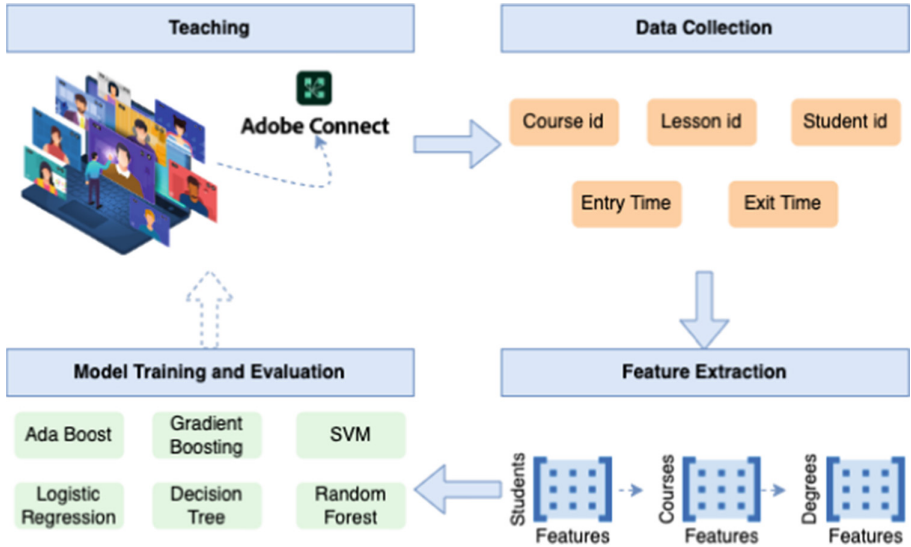 Teaching
Adobe Connect
Data Collection
Course id
Lesson id
Student id
Entry Time
Exit Time
Model Training and Evaluation
Ada Boost
Gradient
Boosting
SVM
Logistic
Regression
Decision
Tree
Random
Forest
Feature Extraction
Students
Features
Courses
Features
Degrees
Features